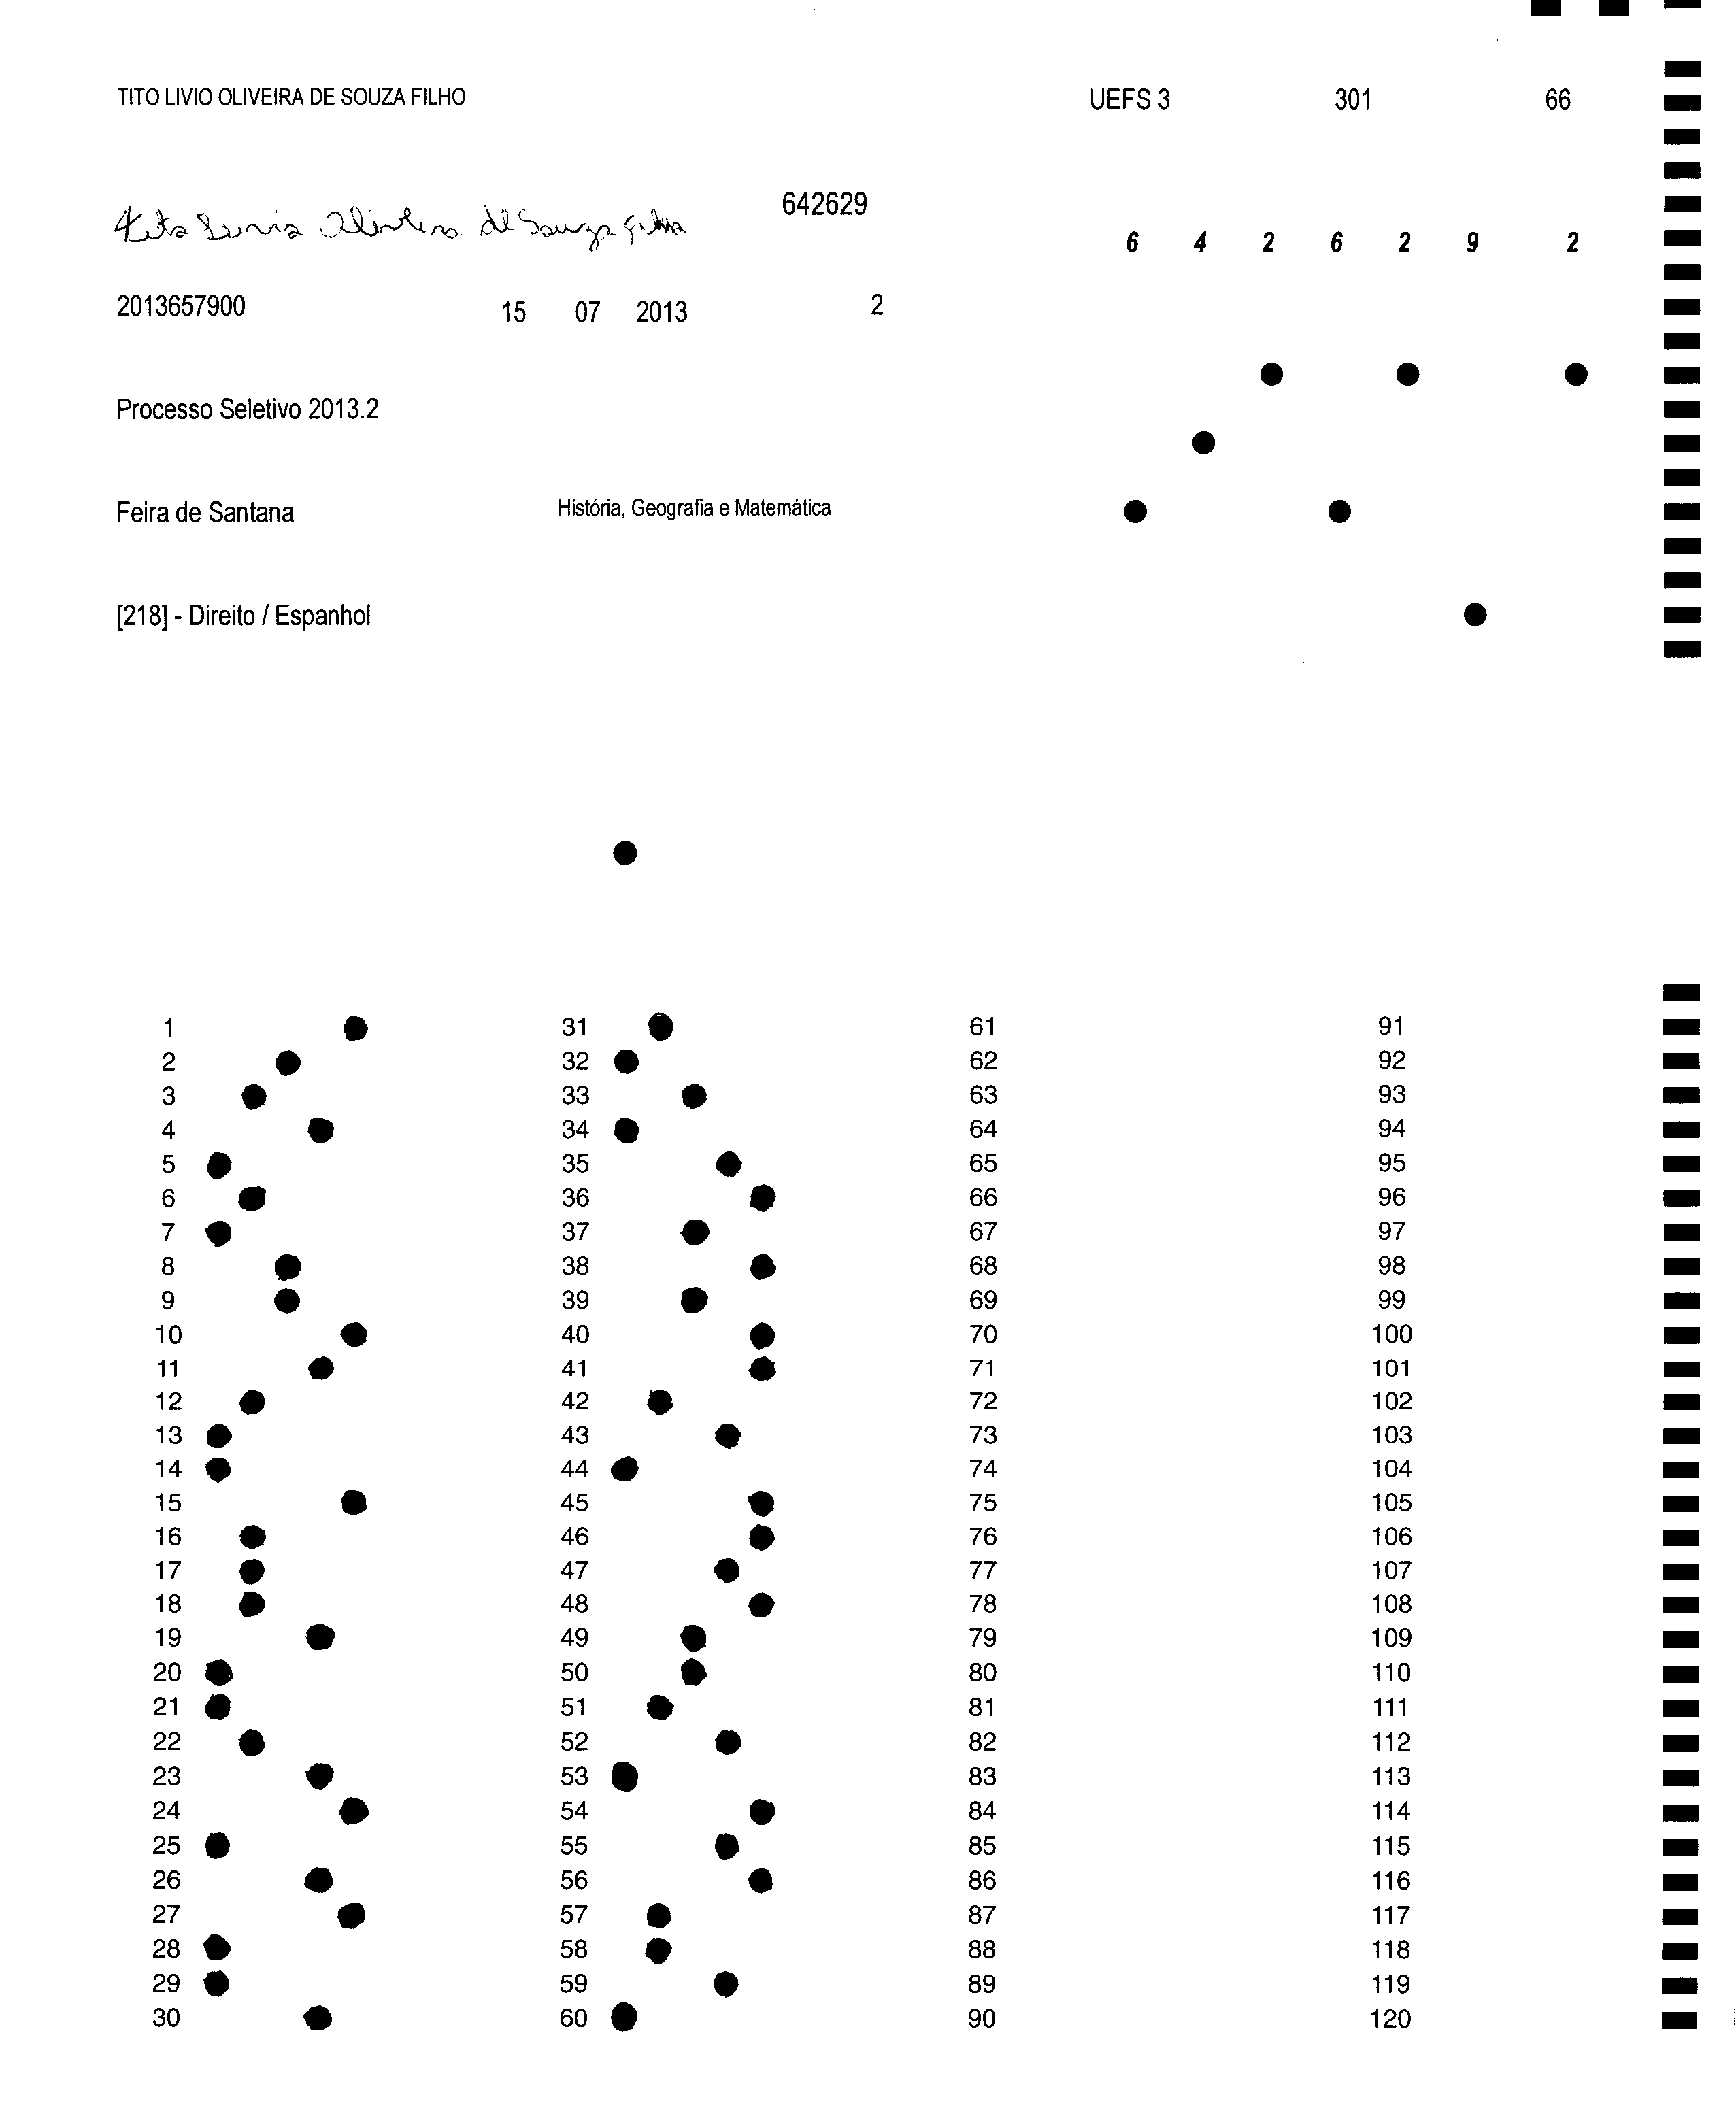 TITO LIVIO OLIVEIRA DE SOUZA FILHO UEFS 3 301 66
642629
Tito Livio Oliveira de Souza Filho
6 4 2 6 2 9 2
2013657900 15 07 2013 2
Processo Seletivo 2013.2
Feira de Santana História, Geografia e Matemática
[218] - Direito / Espanhol
1 31 61 91
2 32 62 92
3 33 63 93
4 34 64 94
5 35 65 95
6 36 66 96
7 37 67 97
8 38 68 98
9 39 69 99
10 40 70 100
11 41 71 101
12 42 72 102
13 43 73 103
14 44 74 104
15 45 75 105
16 46 76 106
17 47 77 107
18 48 78 108
19 49 79 109
20 50 80 110
21 51 81 111
22 52 82 112
23 53 83 113
24 54 84 114
25 55 85 115
26 56 86 116
27 57 87 117
28 58 88 118
29 59 89 119
30 60 90 120